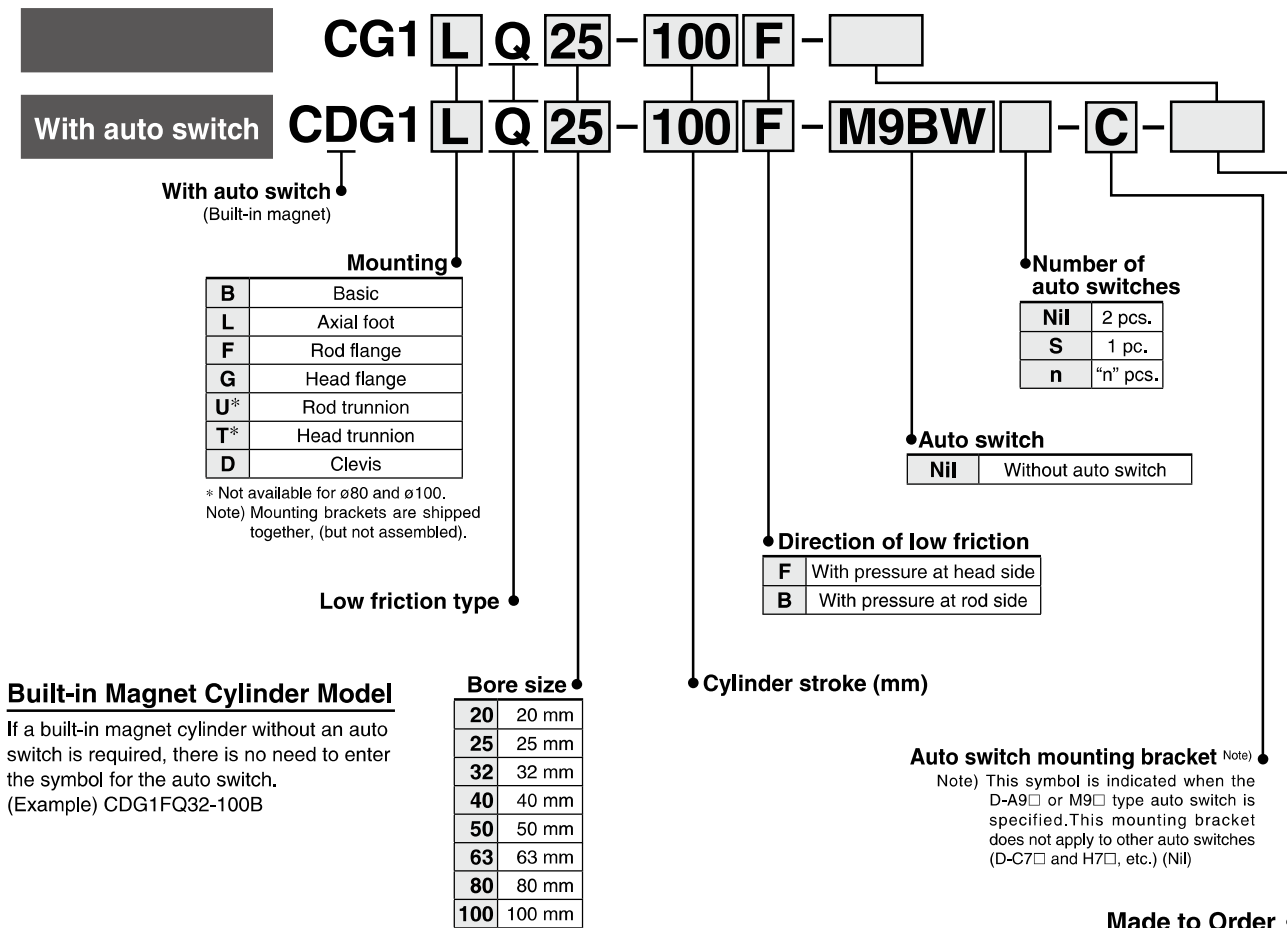 CG1 L Q 25 - 100 F -
With auto switch CDG1 L Q 25 - 100 F - M9BW - C -
With auto switch
(Built-in magnet)
Mounting
B Basic
L Axial foot
F Rod flange
G Head flange
U* Rod trunnion
T* Head trunnion
D Clevis
* Not available for ø80 and ø100.
Note) Mounting brackets are shipped
together, (but not assembled).
Number of
auto switches
Nil 2 pcs.
S 1 pc.
n "n" pcs.
Auto switch
Nil Without auto switch
Direction of low friction
F With pressure at head side
B With pressure at rod side
Low friction type
Built-in Magnet Cylinder Model
If a built-in magnet cylinder without an auto
switch is required, there is no need to enter
the symbol for the auto switch.
(Example) CDG1FQ32-100B
Bore size
20 20 mm
25 25 mm
32 32 mm
40 40 mm
50 50 mm
63 63 mm
80 80 mm
100 100 mm
Cylinder stroke (mm)
Auto switch mounting bracket Note)
Note) This symbol is indicated when the
D-A9□ or M9□ type auto switch is
specified.This mounting bracket
does not apply to other auto switches
(D-C7□ and H7□, etc.) (Nil)
Made to Order